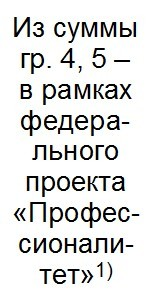 Из суммы
гр. 4, 5 –
в рамках
федера-
льного
проекта
«Профес-
сионали-
тет»¹⁾